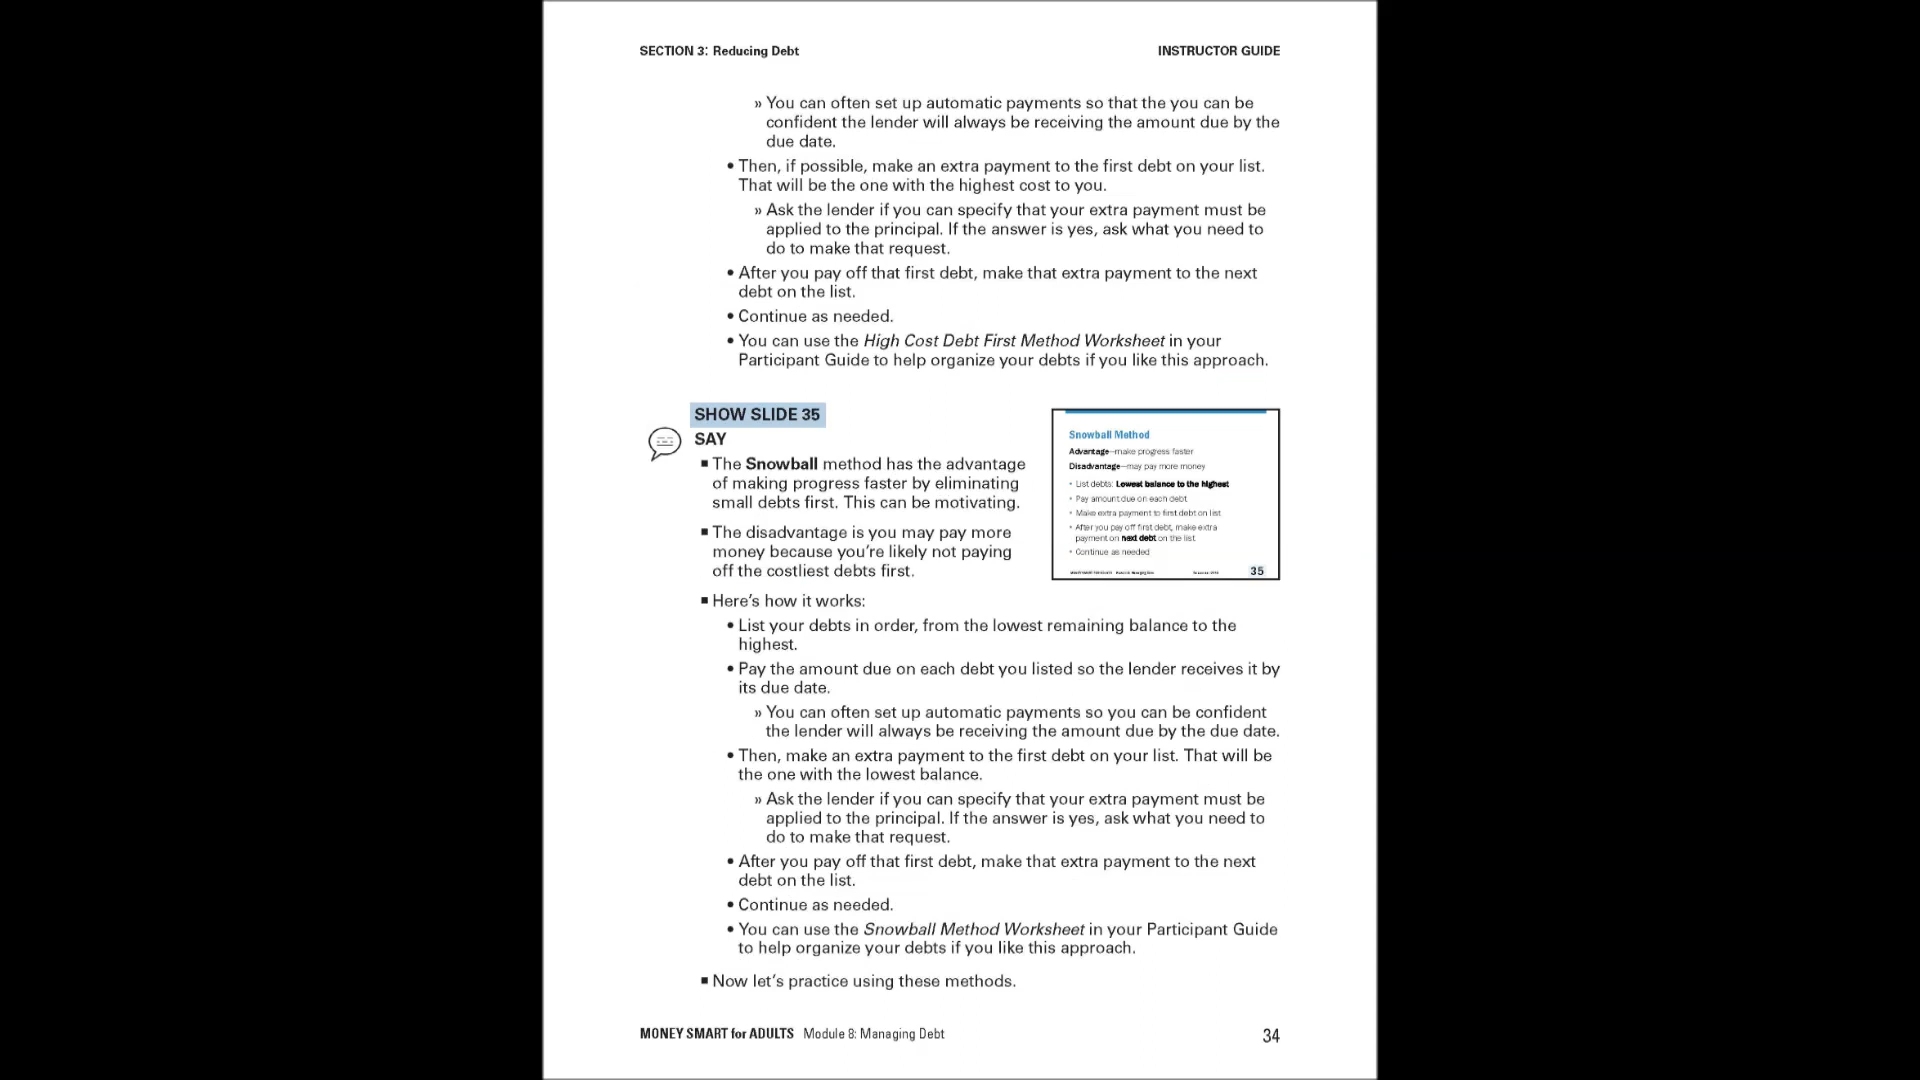 SECTION 3: Reducing Debt
INSTRUCTOR GUIDE
» You can often set up automatic payments so that the you can be
confident the lender will always be receiving the amount due by the
due date.
• Then, if possible, make an extra payment to the first debt on your list.
That will be the one with the highest cost to you.
» Ask the lender if you can specify that your extra payment must be
applied to the principal. If the answer is yes, ask what you need to
do to make that request.
• After you pay off that first debt, make that extra payment to the next
debt on the list.
• Continue as needed.
• You can use the High Cost Debt First Method Worksheet in your
Participant Guide to help organize your debts if you like this approach.
SHOW SLIDE 35
SAY
▪ The Snowball method has the advantage
of making progress faster by eliminating
small debts first. This can be motivating.
▪ The disadvantage is you may pay more
money because you’re likely not paying
off the costliest debts first.
Snowball Method
Advantage—make progress faster
Disadvantage—may pay more money
• List debts: Lowest balance to the highest
• Pay amount due on each debt
• Make extra payment to first debt on list
• After you pay off first debt, make extra
payment on next debt on the list
• Continue as needed
35
▪ Here’s how it works:
• List your debts in order, from the lowest remaining balance to the
highest.
• Pay the amount due on each debt you listed so the lender receives it by
its due date.
» You can often set up automatic payments so you can be confident
the lender will always be receiving the amount due by the due date.
• Then, make an extra payment to the first debt on your list. That will be
the one with the lowest balance.
» Ask the lender if you can specify that your extra payment must be
applied to the principal. If the answer is yes, ask what you need to
do to make that request.
• After you pay off that first debt, make that extra payment to the next
debt on the list.
• Continue as needed.
• You can use the Snowball Method Worksheet in your Participant Guide
to help organize your debts if you like this approach.
▪ Now let’s practice using these methods.
MONEY SMART for ADULTS Module 8: Managing Debt
34